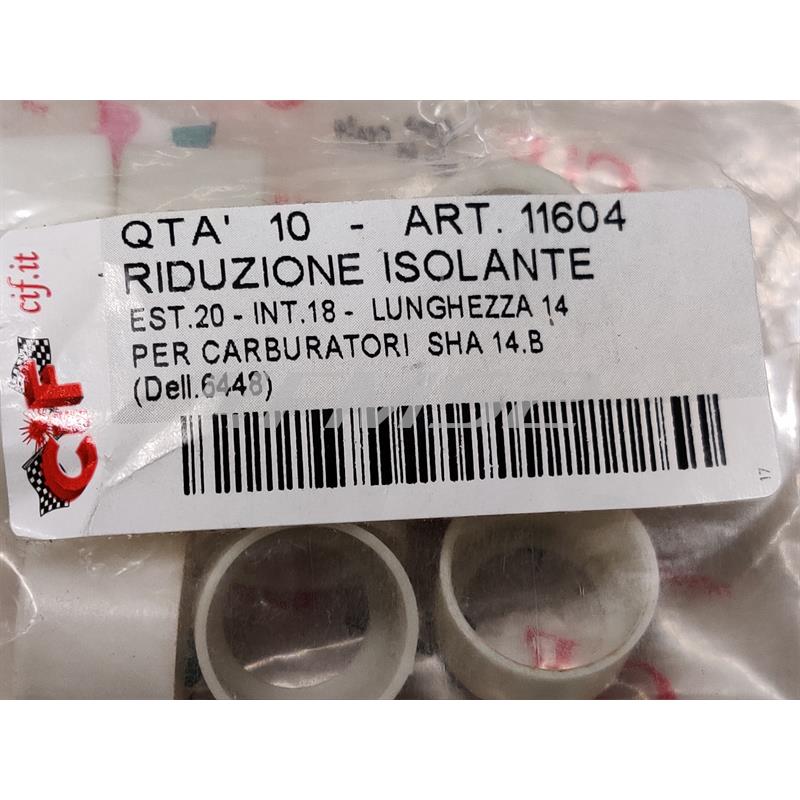 QTA' 10 - ART. 11604
RIDUZIONE ISOLANTE
EST.20 - INT.18 - LUNGHEZZA 14
PER CARBURATORI SHA 14.B
(Dell.6448)
cif.it
CiF
17